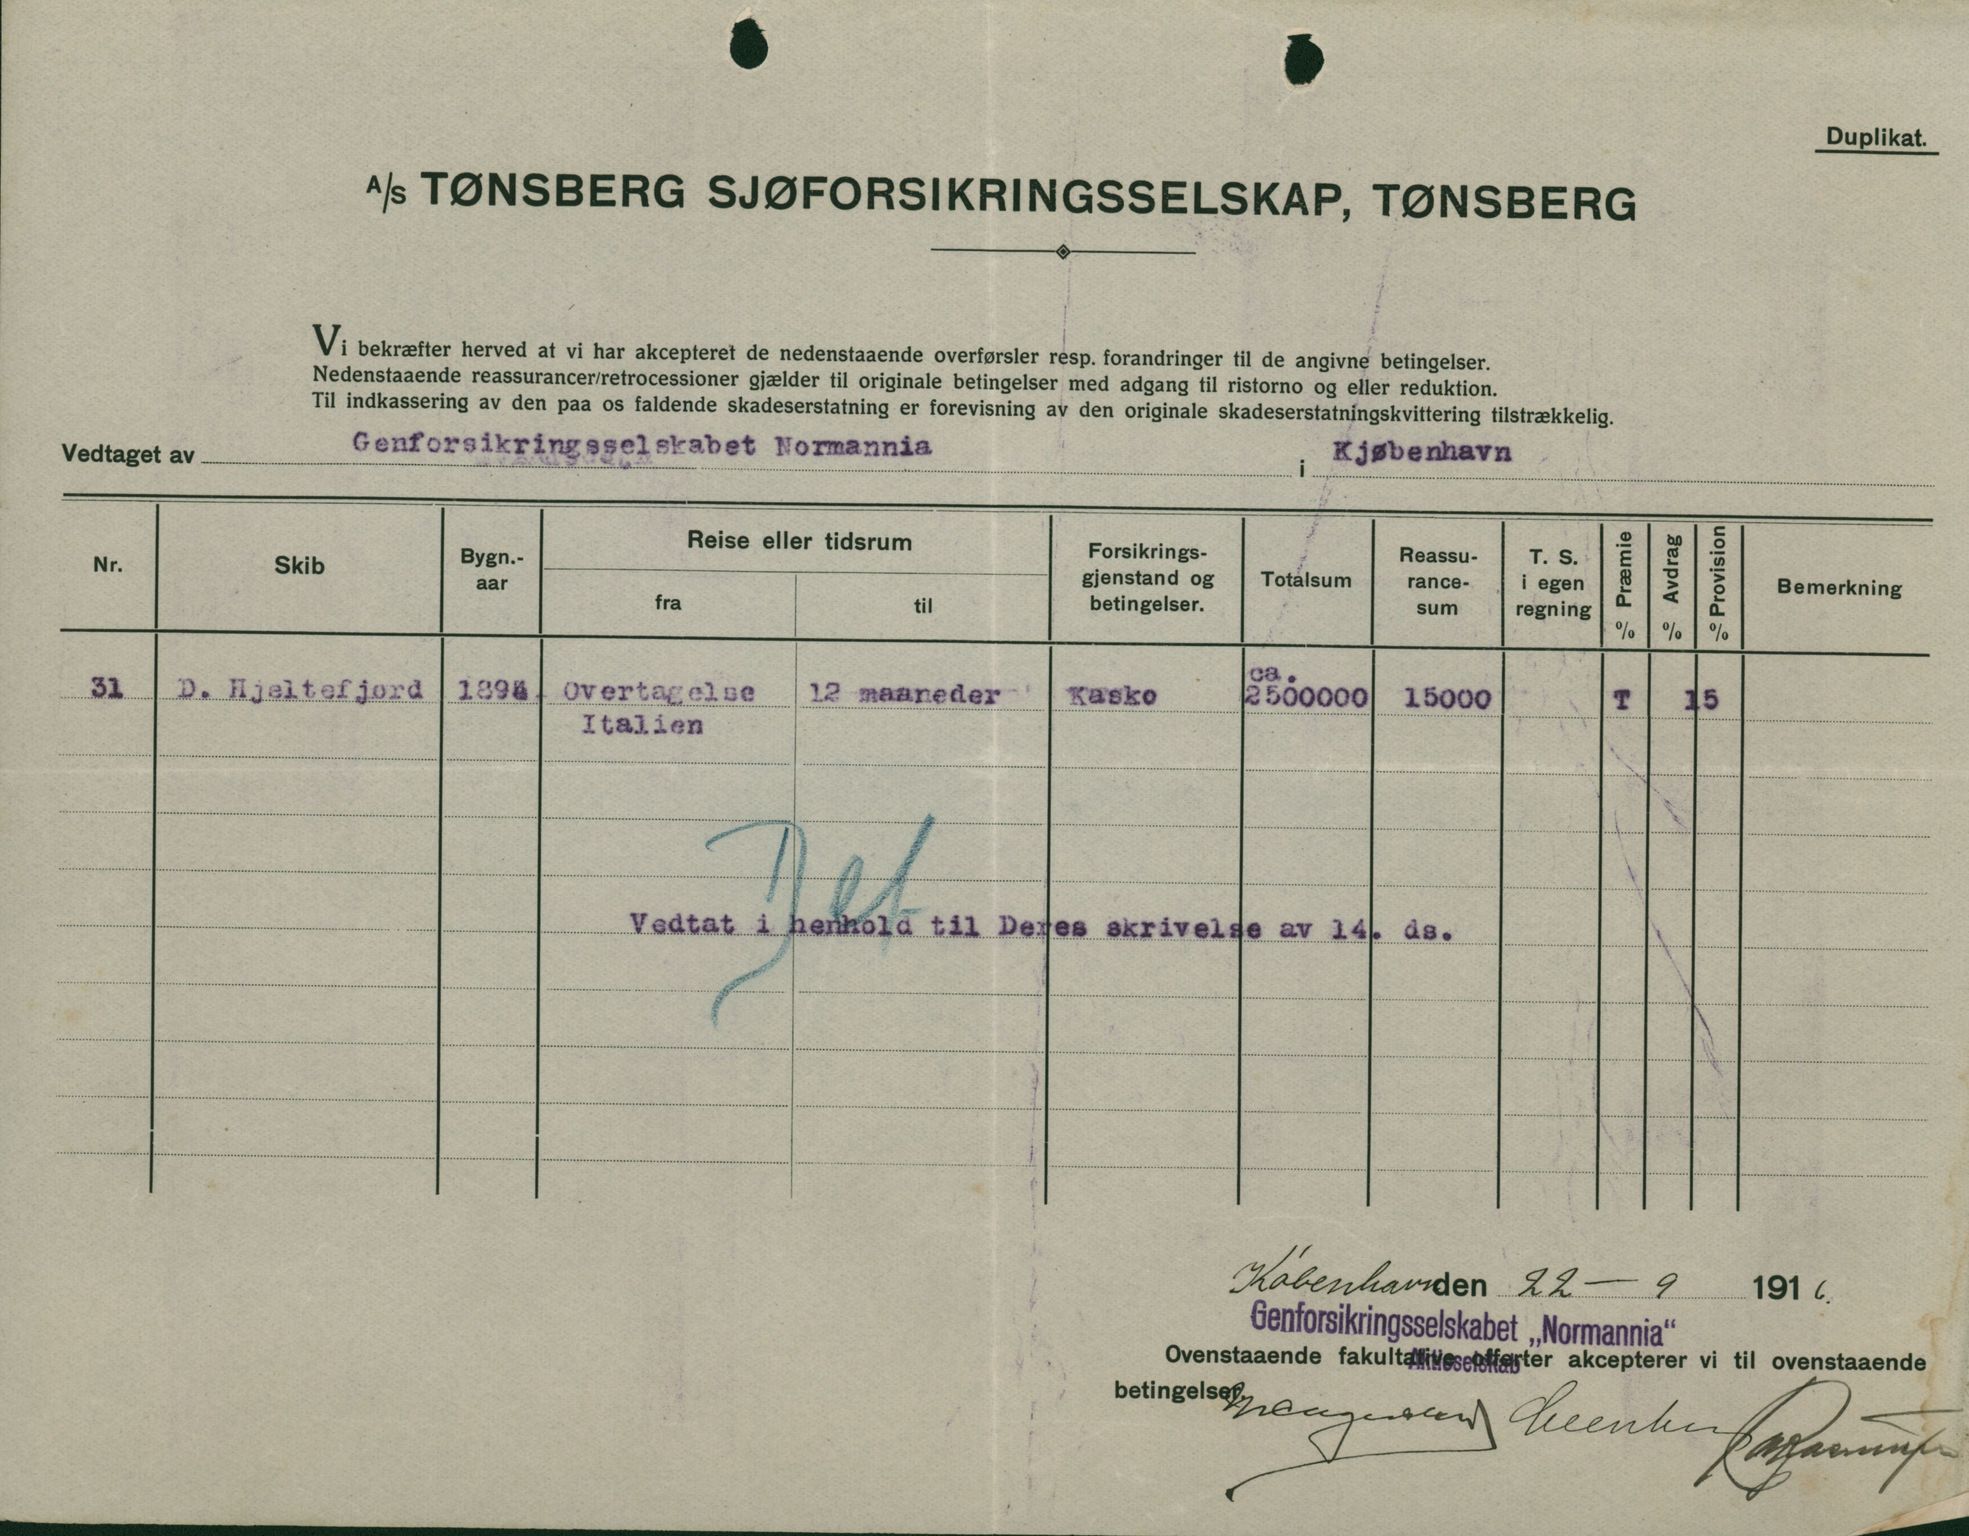 Duplikat.
A/S TØNSBERG SJØFORSIKRINGSSELSKAP, TØNSBERG
Vi bekræfter herved at vi har akcepteret de nedenstaaende overførsler resp. forandringer til de angivne betingelser.
Nedenstaaende reassurancer/retrocessioner gjælder til originale betingelser med adgang til ristorno og eller reduktion.
Til indkassering av den paa os faldende skadeserstatning er forevisning av den originale skadeserstatningskvittering tilstrækkelig.
Vedtaget av Genforsikringsselskabet Normannia i Kjøbenhavn
Nr. Skib Bygn.-aar Reise eller tidsrum fra til Forsikrings-gjenstand og betingelser. Totalsum Reassu-rance-sum T. S. i egen regning Præmie % Avdrag % Provision % Bemerkning
ca.
31 D. Hjeltefjord 1894 Overtagelse 12 maaneder Kasko 2500000 15000 T 15
Italien
Vedtat i henhold til Deres skrivelse av 14. ds.
København den 22 – 9 1916.
Genforsikringsselskabet „Normannia“
Aktieselskab
Ovenstaaende fakultative offerter akcepterer vi til ovenstaaende
betingelser.